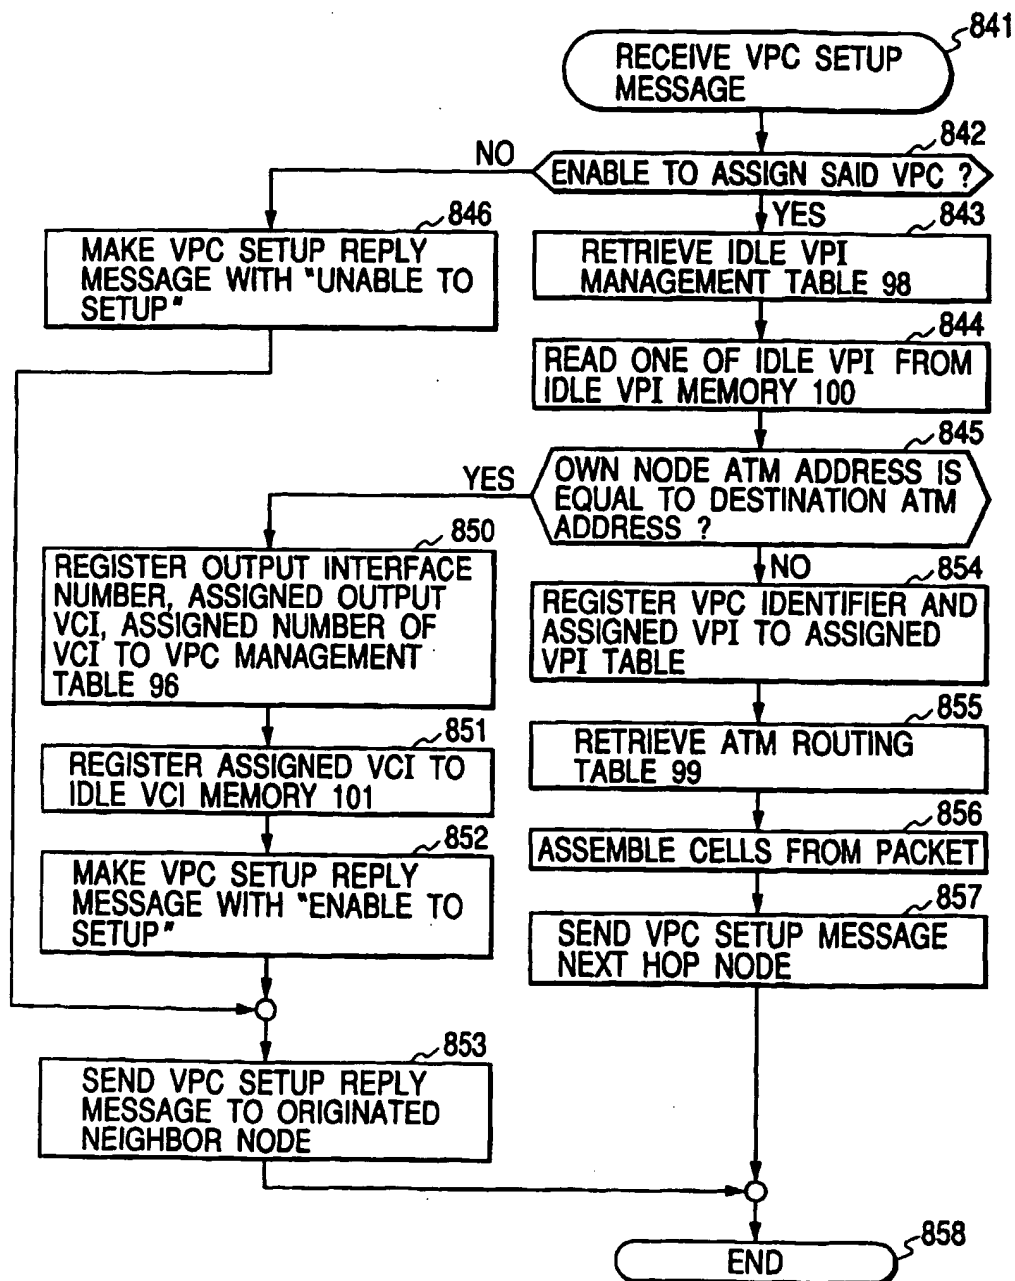 841
RECEIVE VPC SETUP
MESSAGE
842
NO
ENABLE TO ASSIGN SAID VPC ?
YES
846
MAKE VPC SETUP REPLY
MESSAGE WITH "UNABLE TO
SETUP"
843
RETRIEVE IDLE VPI
MANAGEMENT TABLE 98
844
READ ONE OF IDLE VPI FROM
IDLE VPI MEMORY 100
845
YES
OWN NODE ATM ADDRESS IS
EQUAL TO DESTINATION ATM
ADDRESS ?
NO
850
REGISTER OUTPUT INTERFACE
NUMBER, ASSIGNED OUTPUT
VCI, ASSIGNED NUMBER OF
VCI TO VPC MANAGEMENT
TABLE 96
854
REGISTER VPC IDENTIFIER AND
ASSIGNED VPI TO ASSIGNED
VPI TABLE
851
REGISTER ASSIGNED VCI TO
IDLE VCI MEMORY 101
855
RETRIEVE ATM ROUTING
TABLE 99
852
MAKE VPC SETUP REPLY
MESSAGE WITH "ENABLE TO
SETUP"
856
ASSEMBLE CELLS FROM PACKET
857
SEND VPC SETUP MESSAGE
NEXT HOP NODE
853
SEND VPC SETUP REPLY
MESSAGE TO ORIGINATED
NEIGHBOR NODE
858
END